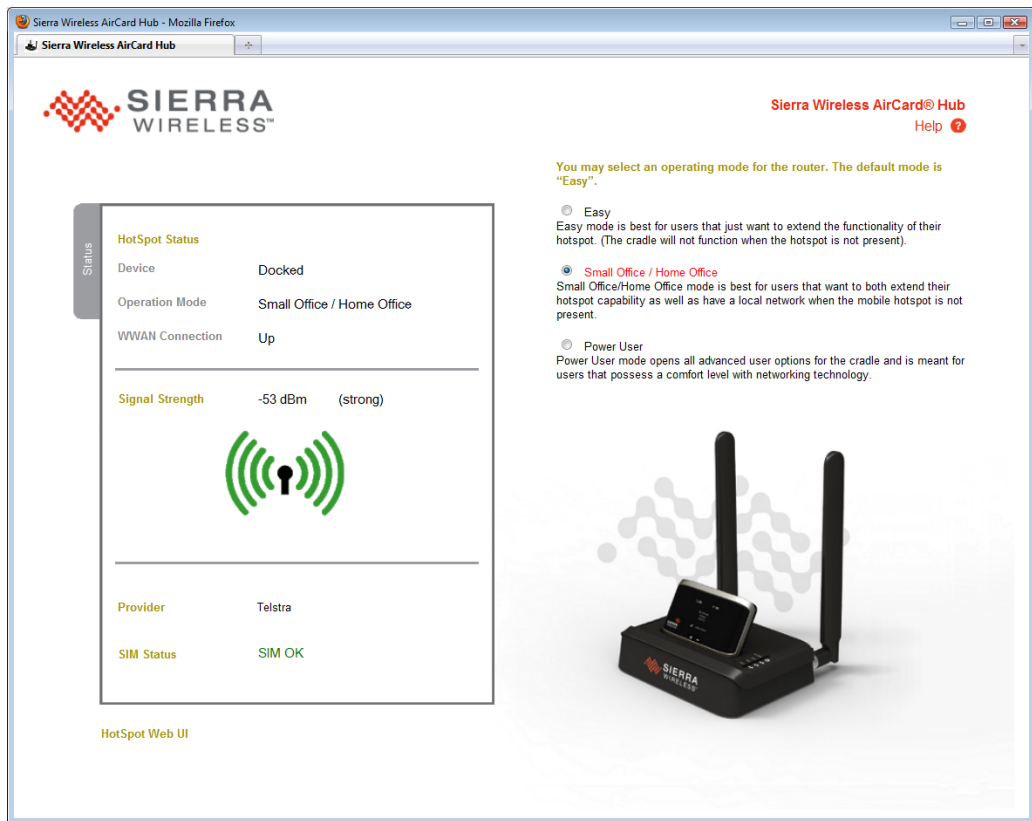 Sierra Wireless AirCard Hub - Mozilla Firefox
Sierra Wireless AirCard Hub
SIERRA
WIRELESS™
Sierra Wireless AirCard® Hub
Help ?
You may select an operating mode for the router. The default mode is
“Easy”.
Easy
Easy mode is best for users that just want to extend the functionality of their
hotspot. (The cradle will not function when the hotspot is not present).
Small Office / Home Office
Small Office/Home Office mode is best for users that want to both extend their
hotspot capability as well as have a local network when the mobile hotspot is not
present.
Power User
Power User mode opens all advanced user options for the cradle and is meant for
users that possess a comfort level with networking technology.
Status
HotSpot Status
Device Docked
Operation Mode Small Office / Home Office
WWAN Connection Up
Signal Strength -53 dBm (strong)
Provider Telstra
SIM Status SIM OK
HotSpot Web UI
SIERRA
WIRELESS